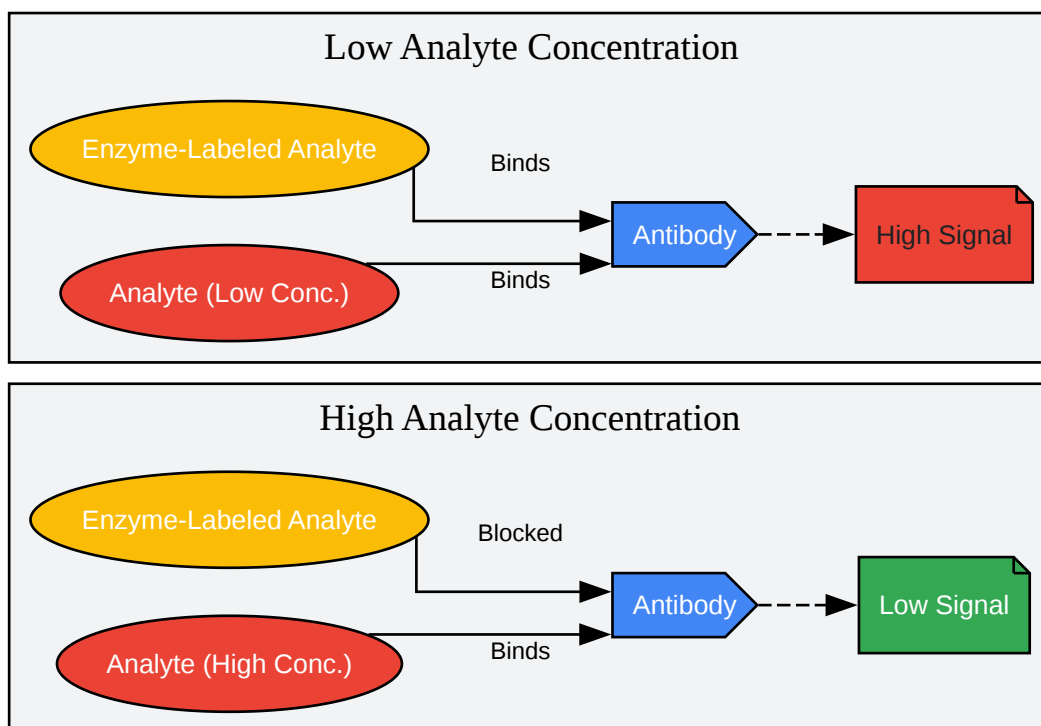 Low Analyte Concentration
Enzyme-Labeled Analyte
Binds
Antibody
High Signal
Analyte (Low Conc.)
Binds
High Analyte Concentration
Enzyme-Labeled Analyte
Blocked
Antibody
Low Signal
Analyte (High Conc.)
Binds